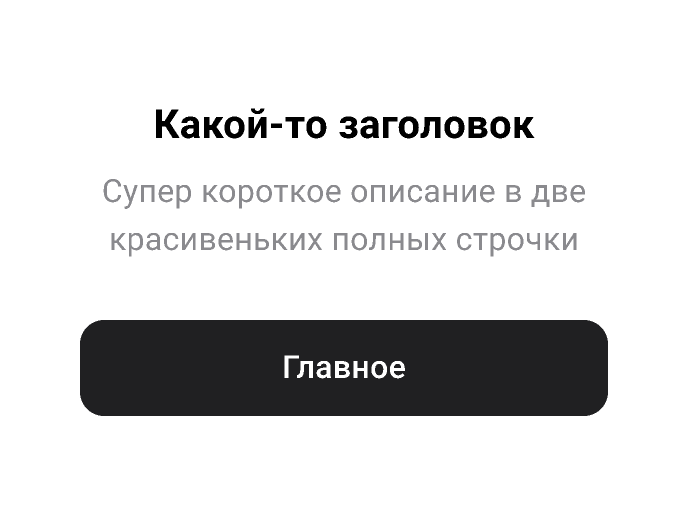 Какой-то заголовок
Супер короткое описание в две
красивеньких полных строчки
Главное